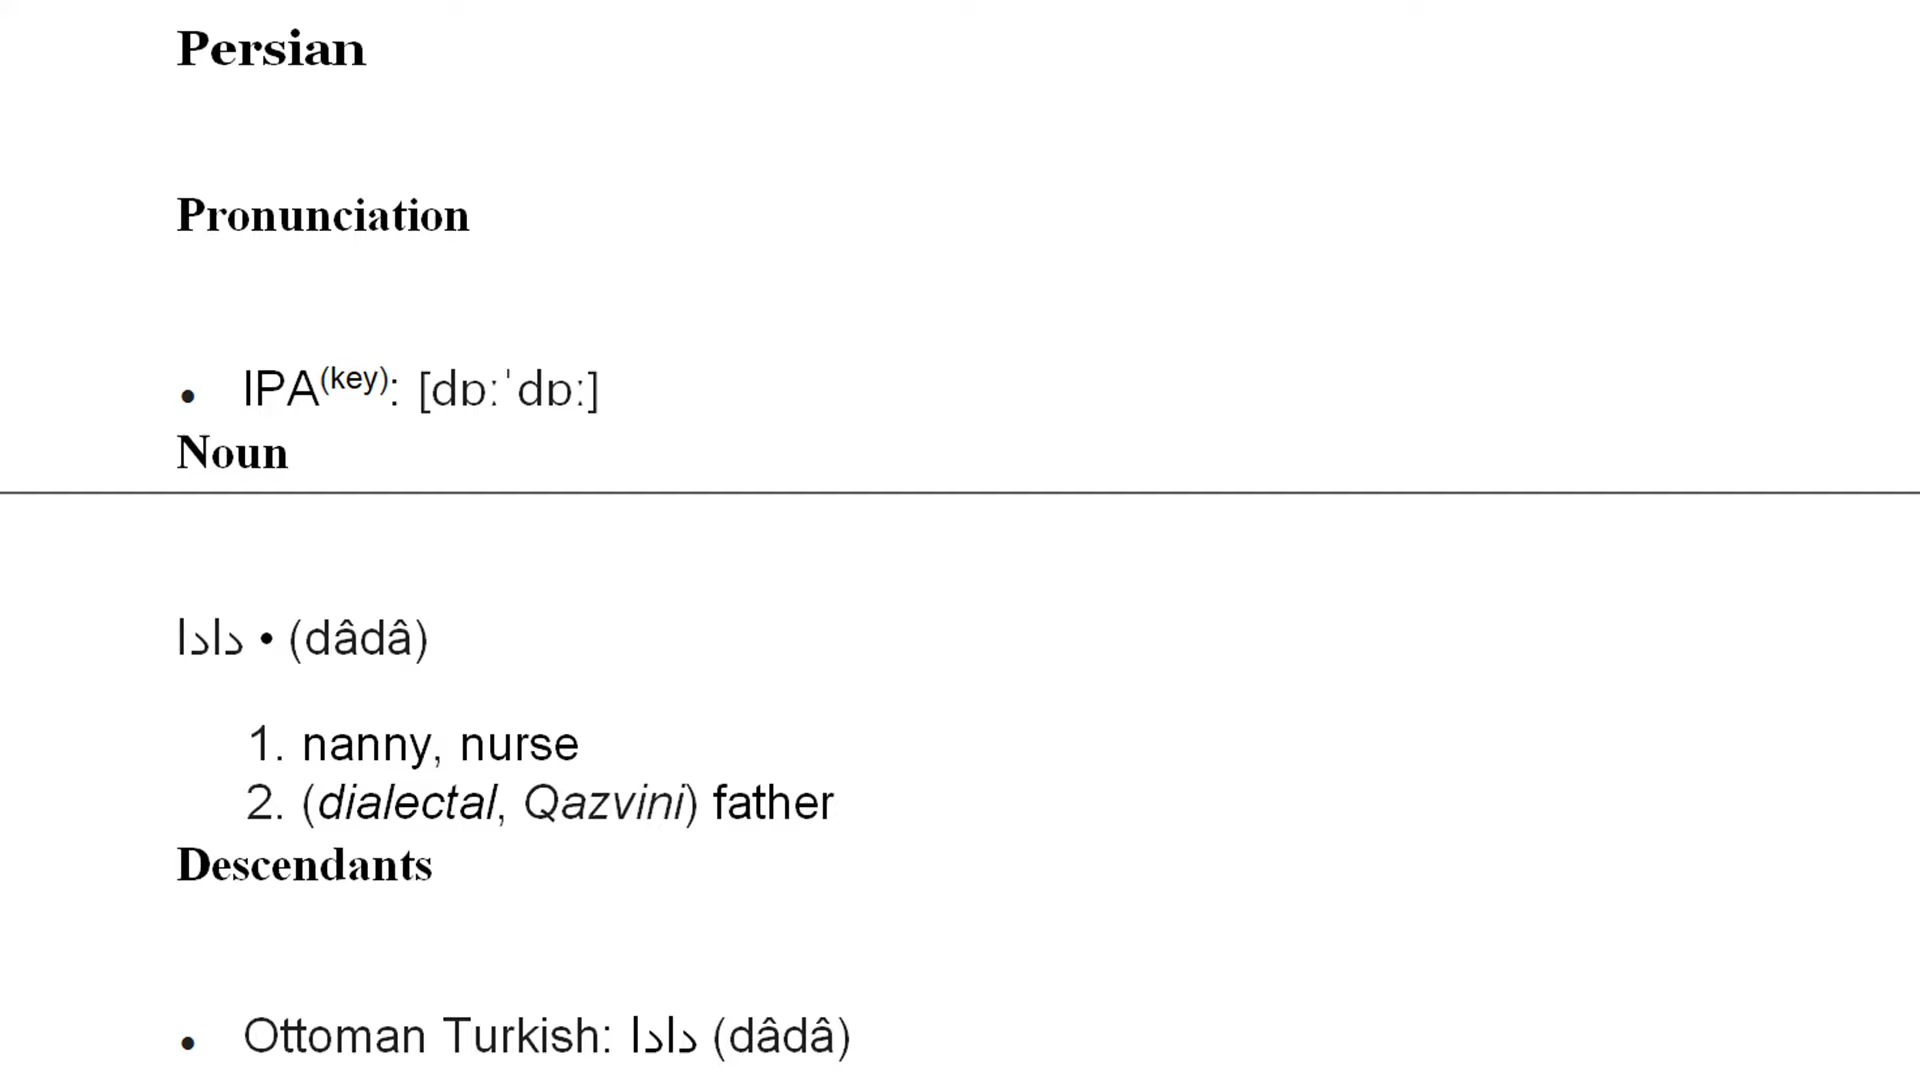 Persian
Pronunciation
• IPA(key): [dɒːˈdɒː]
Noun
دادا • (dâdâ)
1. nanny, nurse
2. (dialectal, Qazvini) father
Descendants
• Ottoman Turkish: دادا (dâdâ)